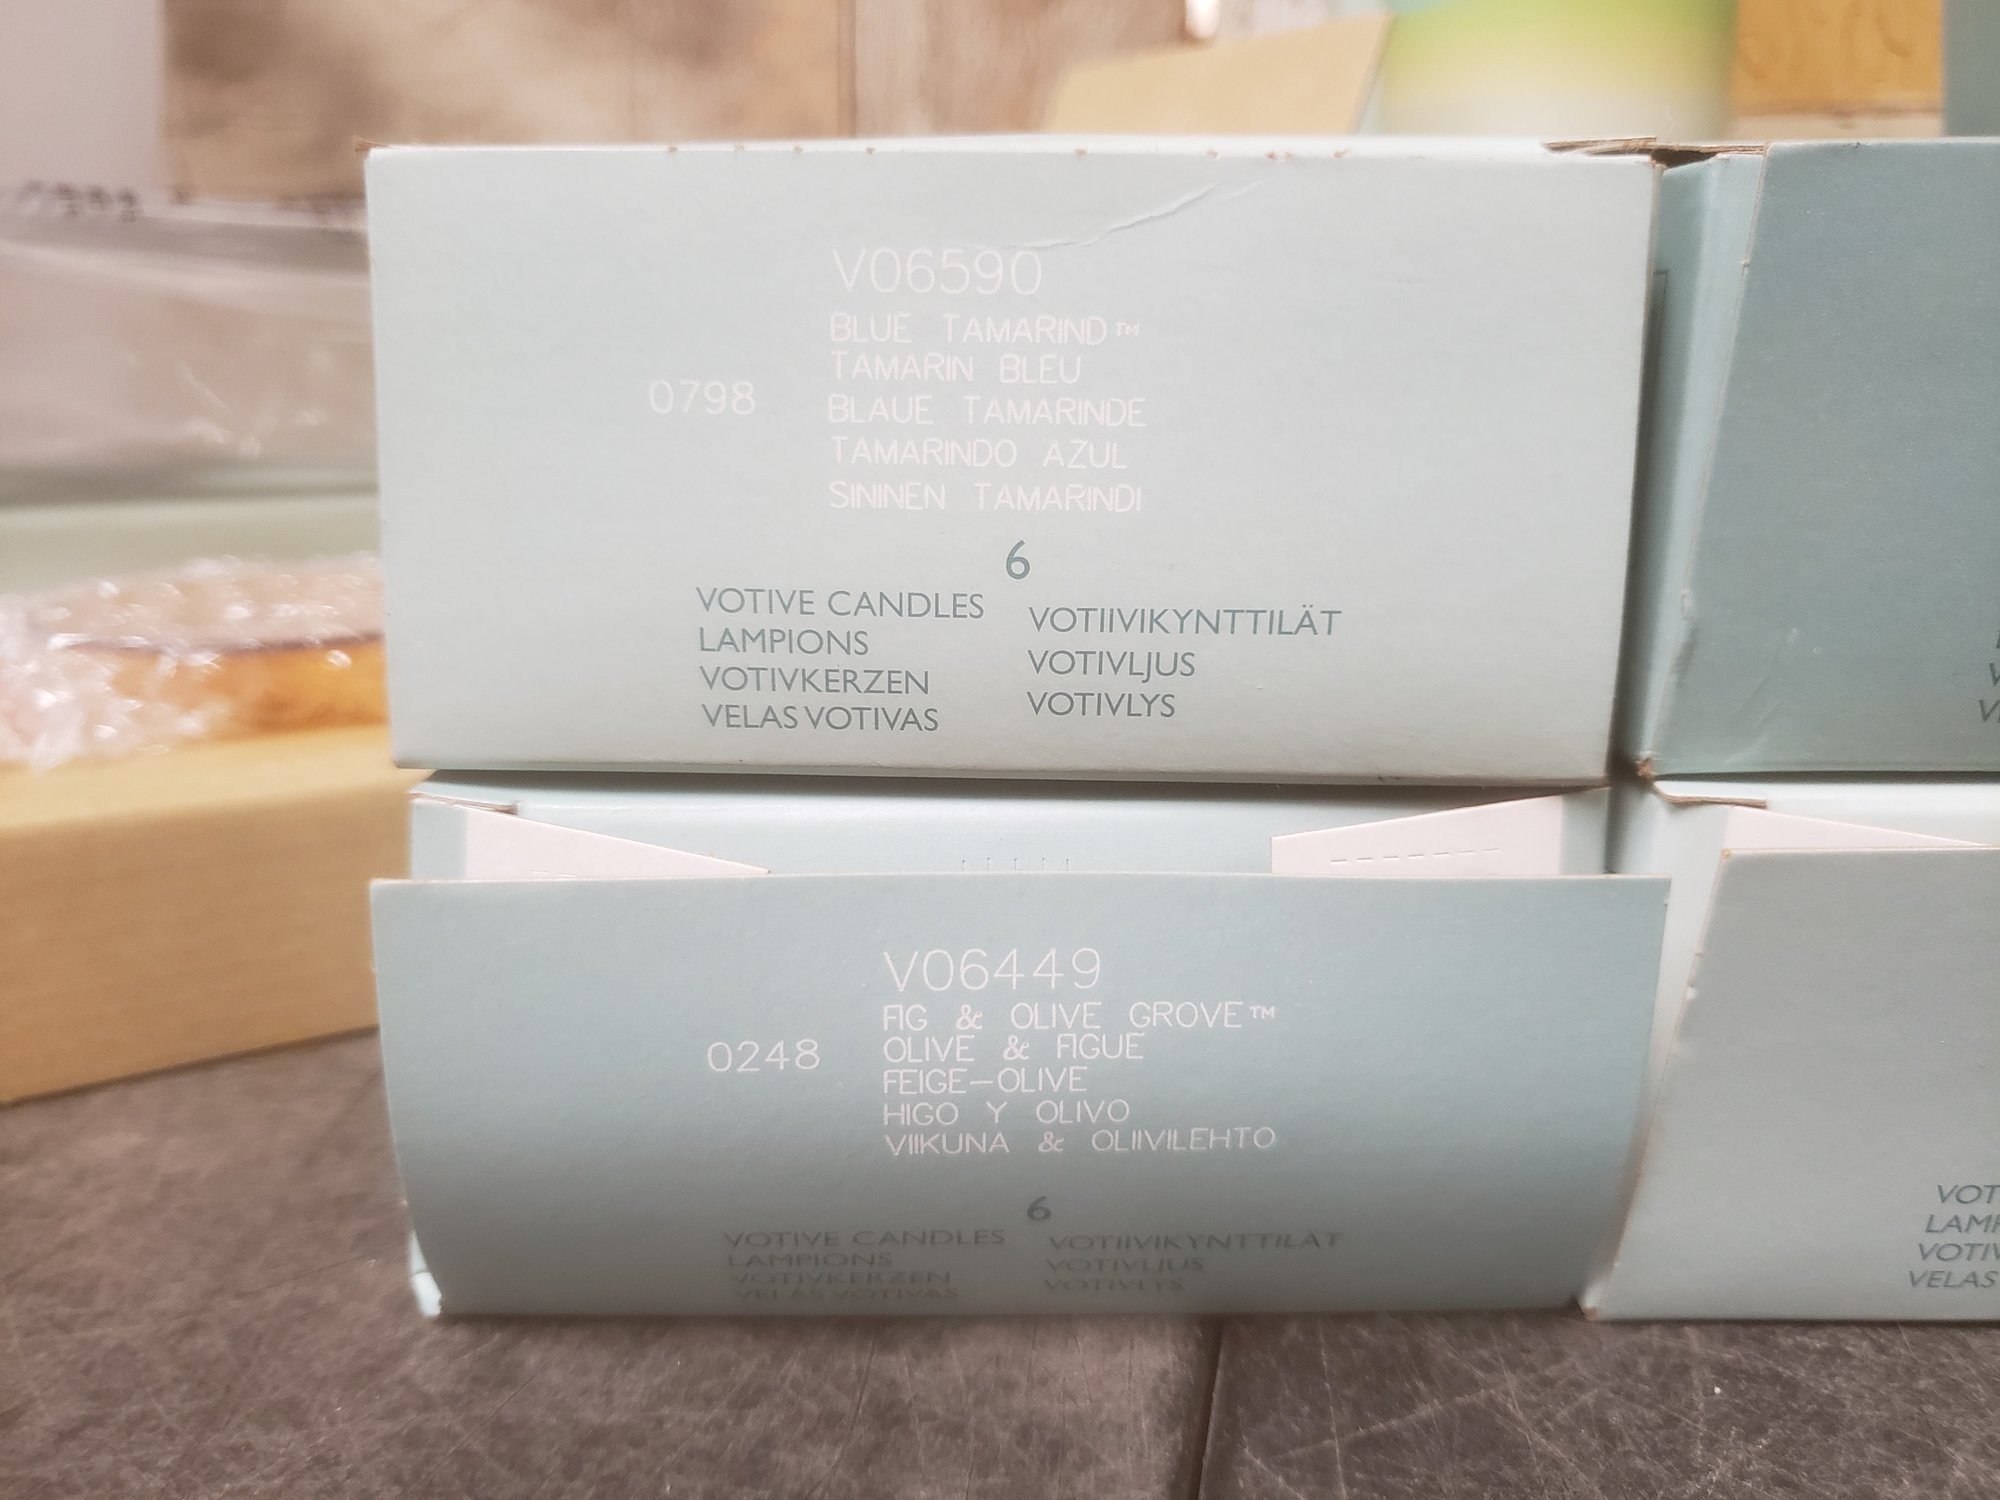 V06590
BLUE TAMARIND™
TAMARIN BLEU
0798
BLAUE TAMARINDE
TAMARINDO AZUL
SININEN TAMARINDI
6
VOTIVE CANDLES
LAMPIONS
VOTIVKERZEN
VELAS VOTIVAS
VOTIIVIKYNTTILÄT
VOTIVLJUS
VOTIVLYS
V06449
FIG & OLIVE GROVE™
OLIVE & FIGUE
0248
FEIGE-OLIVE
HIGO Y OLIVO
VIIKUNA & OLIIVILEHTO
6
VOTIVE CANDLES
LAMPIONS
VOTIVKERZEN
VELAS VOTIVAS
VOTIIVIKYNTTILÄT
VOTIVLJUS
VOTIVLYS
VELAS